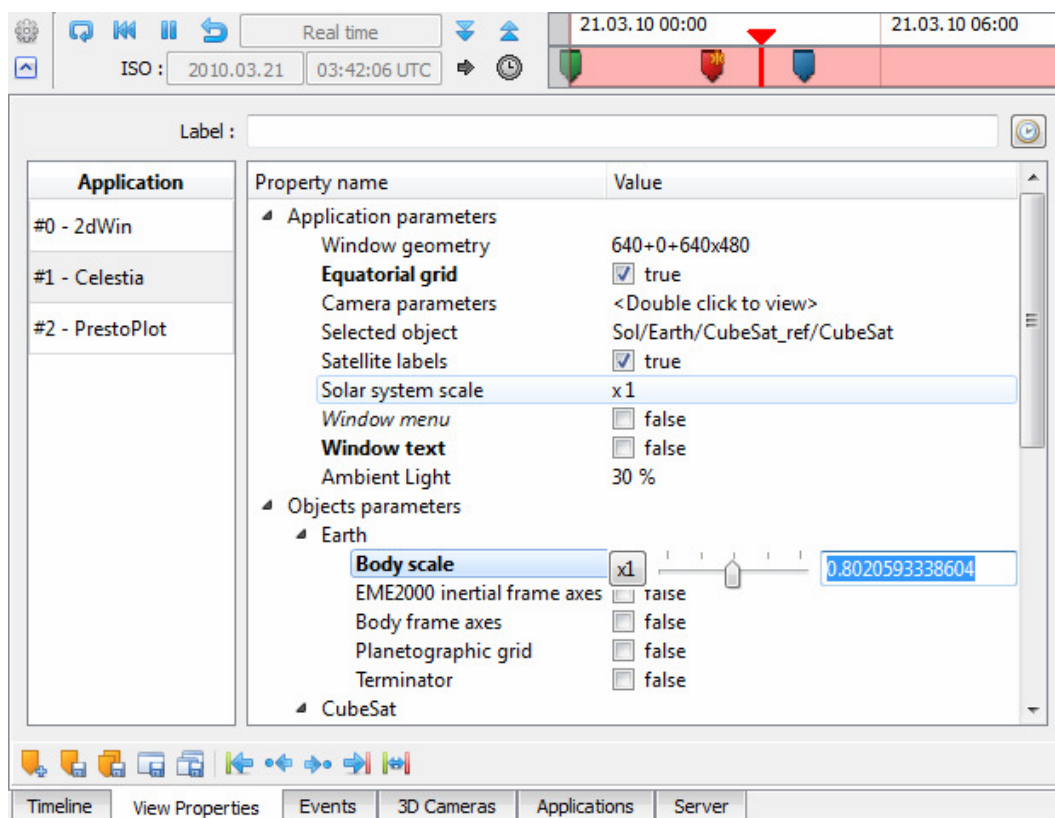 Real time
21.03.10 00:00 21.03.10 06:00
ISO : 2010.03.21 03:42:06 UTC
Label :
Application
#0 - 2dWin
#1 - Celestia
#2 - PrestoPlot
Property name Value
Application parameters
Window geometry 640+0+640x480
Equatorial grid true
Camera parameters <Double click to view>
Selected object Sol/Earth/CubeSat_ref/CubeSat
Satellite labels true
Solar system scale x 1
Window menu false
Window text false
Ambient Light 30 %
Objects parameters
Earth
Body scale x1 0.8020593338604
EME2000 inertial frame axes false
Body frame axes false
Planetographic grid false
Terminator false
CubeSat
Timeline View Properties Events 3D Cameras Applications Server